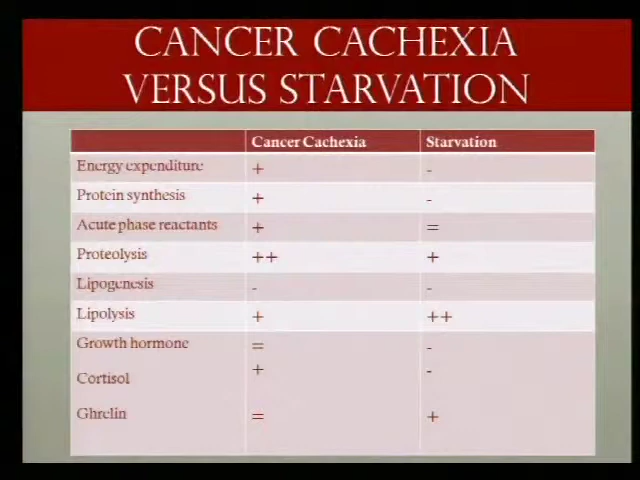 CANCER CACHEXIA
VERSUS STARVATION
Cancer Cachexia Starvation
Energy expenditure + -
Protein synthesis + -
Acute phase reactants + =
Proteolysis ++ +
Lipogenesis - -
Lipolysis + ++
Growth hormone = -
Cortisol + -
Ghrelin = +